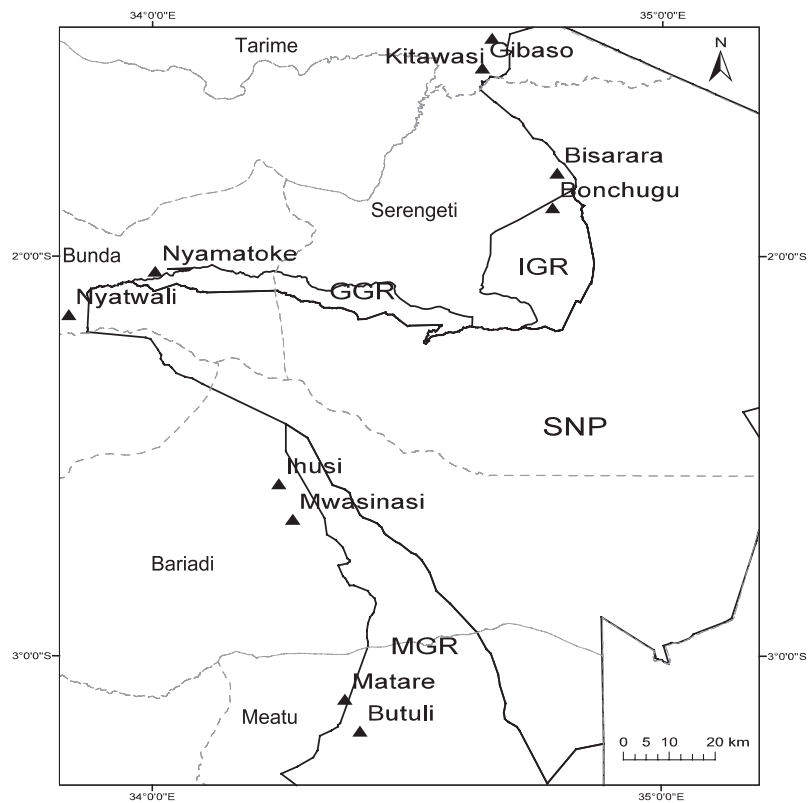 34°0'0"E
35°0'0"E
Tarime
N
Kitawasi
Gibaso
Bisarara
Bonchugu
Serengeti
2°0'0"S
Bunda
Nyamatoke
2°0'0"S
IGR
GGR
Nyatwali
SNP
Ihusi
Mwasinasi
Bariadi
MGR
3°0'0"S
3°0'0"S
Matare
Meatu
Butuli
0 5 10 20 km
34°0'0"E
35°0'0"E